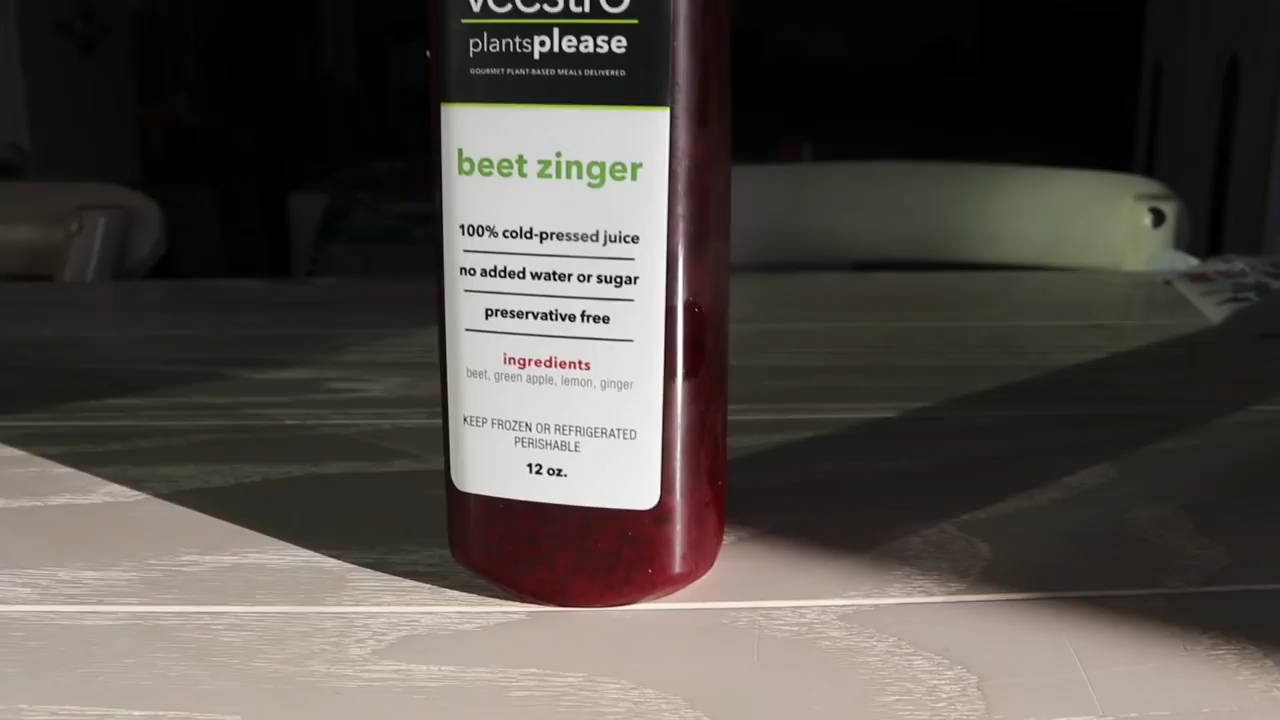 veestro
plantsplease
GOURMET PLANT-BASED MEALS DELIVERED
beet zinger
100% cold-pressed juice
no added water or sugar
preservative free
ingredients
beet, green apple, lemon, ginger
KEEP FROZEN OR REFRIGERATED
PERISHABLE
12 oz.